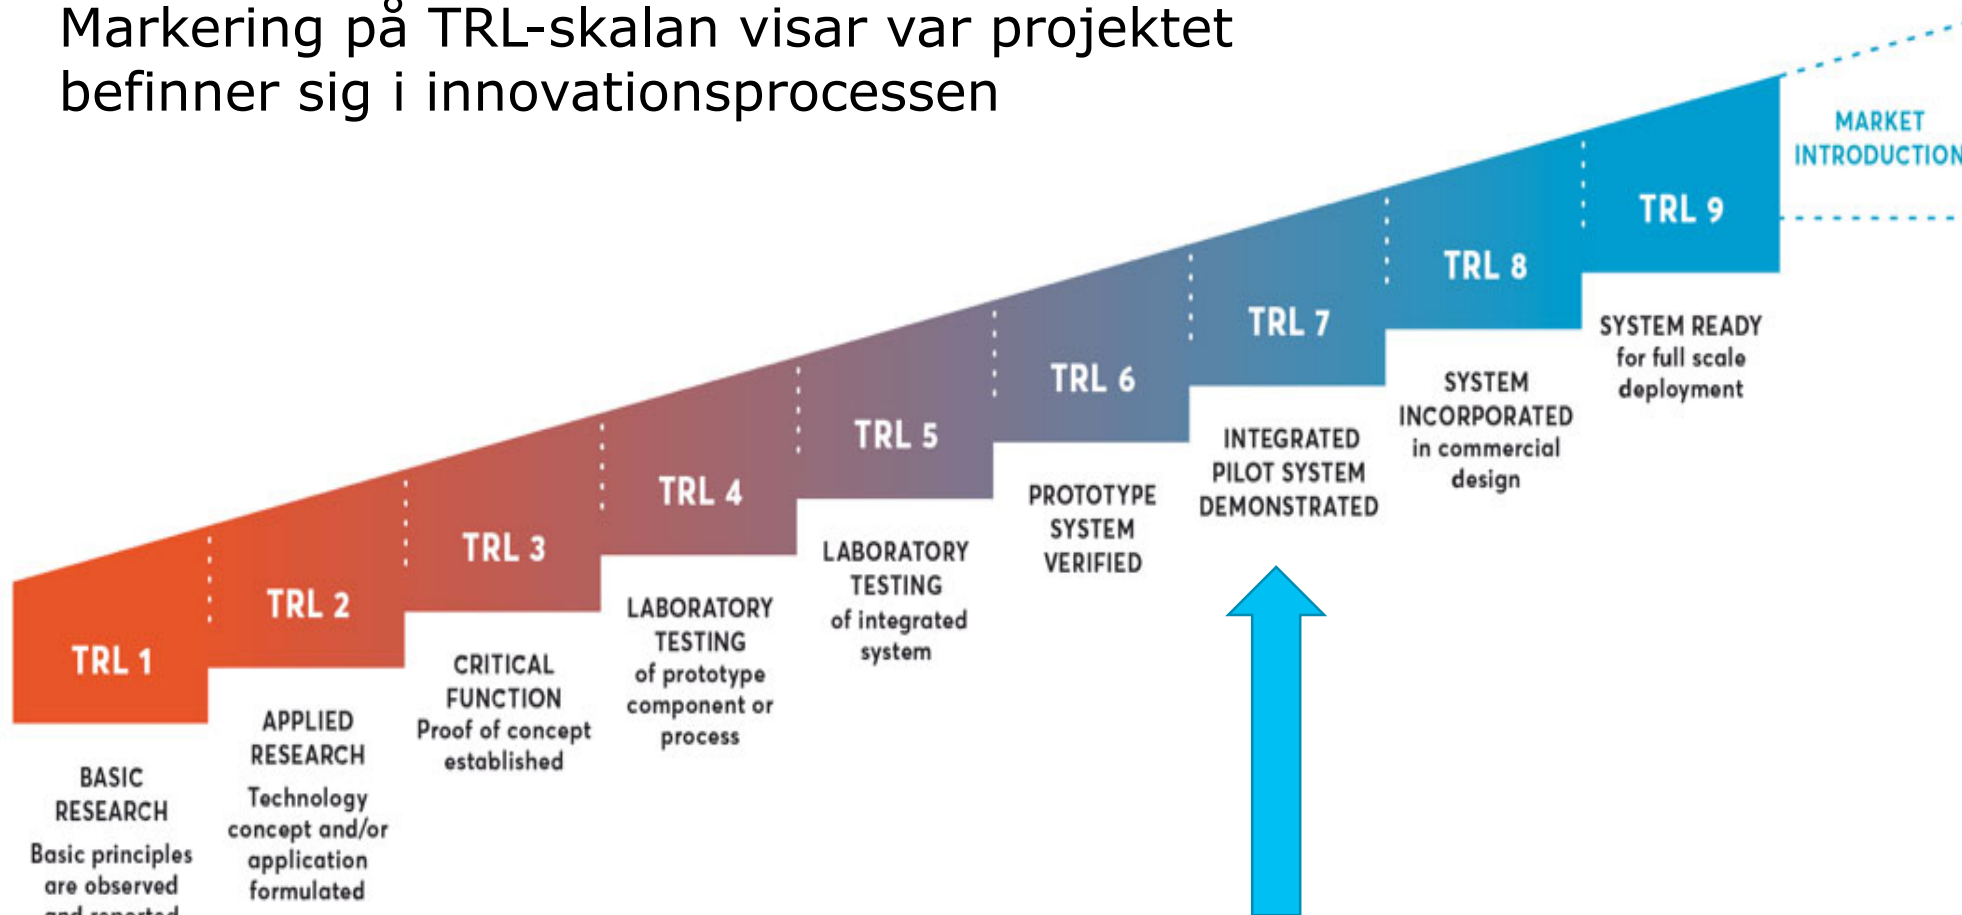 Markering på TRL-skalan visar var projektet
befinner sig i innovationsprocessen
TRL 1
BASIC
RESEARCH
Basic principles
are observed
and reported
TRL 2
APPLIED
RESEARCH
Technology
concept and/or
application
formulated
TRL 3
CRITICAL
FUNCTION
Proof of concept
established
TRL 4
LABORATORY
TESTING
of prototype
component or
process
TRL 5
LABORATORY
TESTING
of integrated
system
TRL 6
PROTOTYPE
SYSTEM
VERIFIED
TRL 7
INTEGRATED
PILOT SYSTEM
DEMONSTRATED
TRL 8
SYSTEM
INCORPORATED
in commercial
design
TRL 9
SYSTEM READY
for full scale
deployment
MARKET
INTRODUCTION